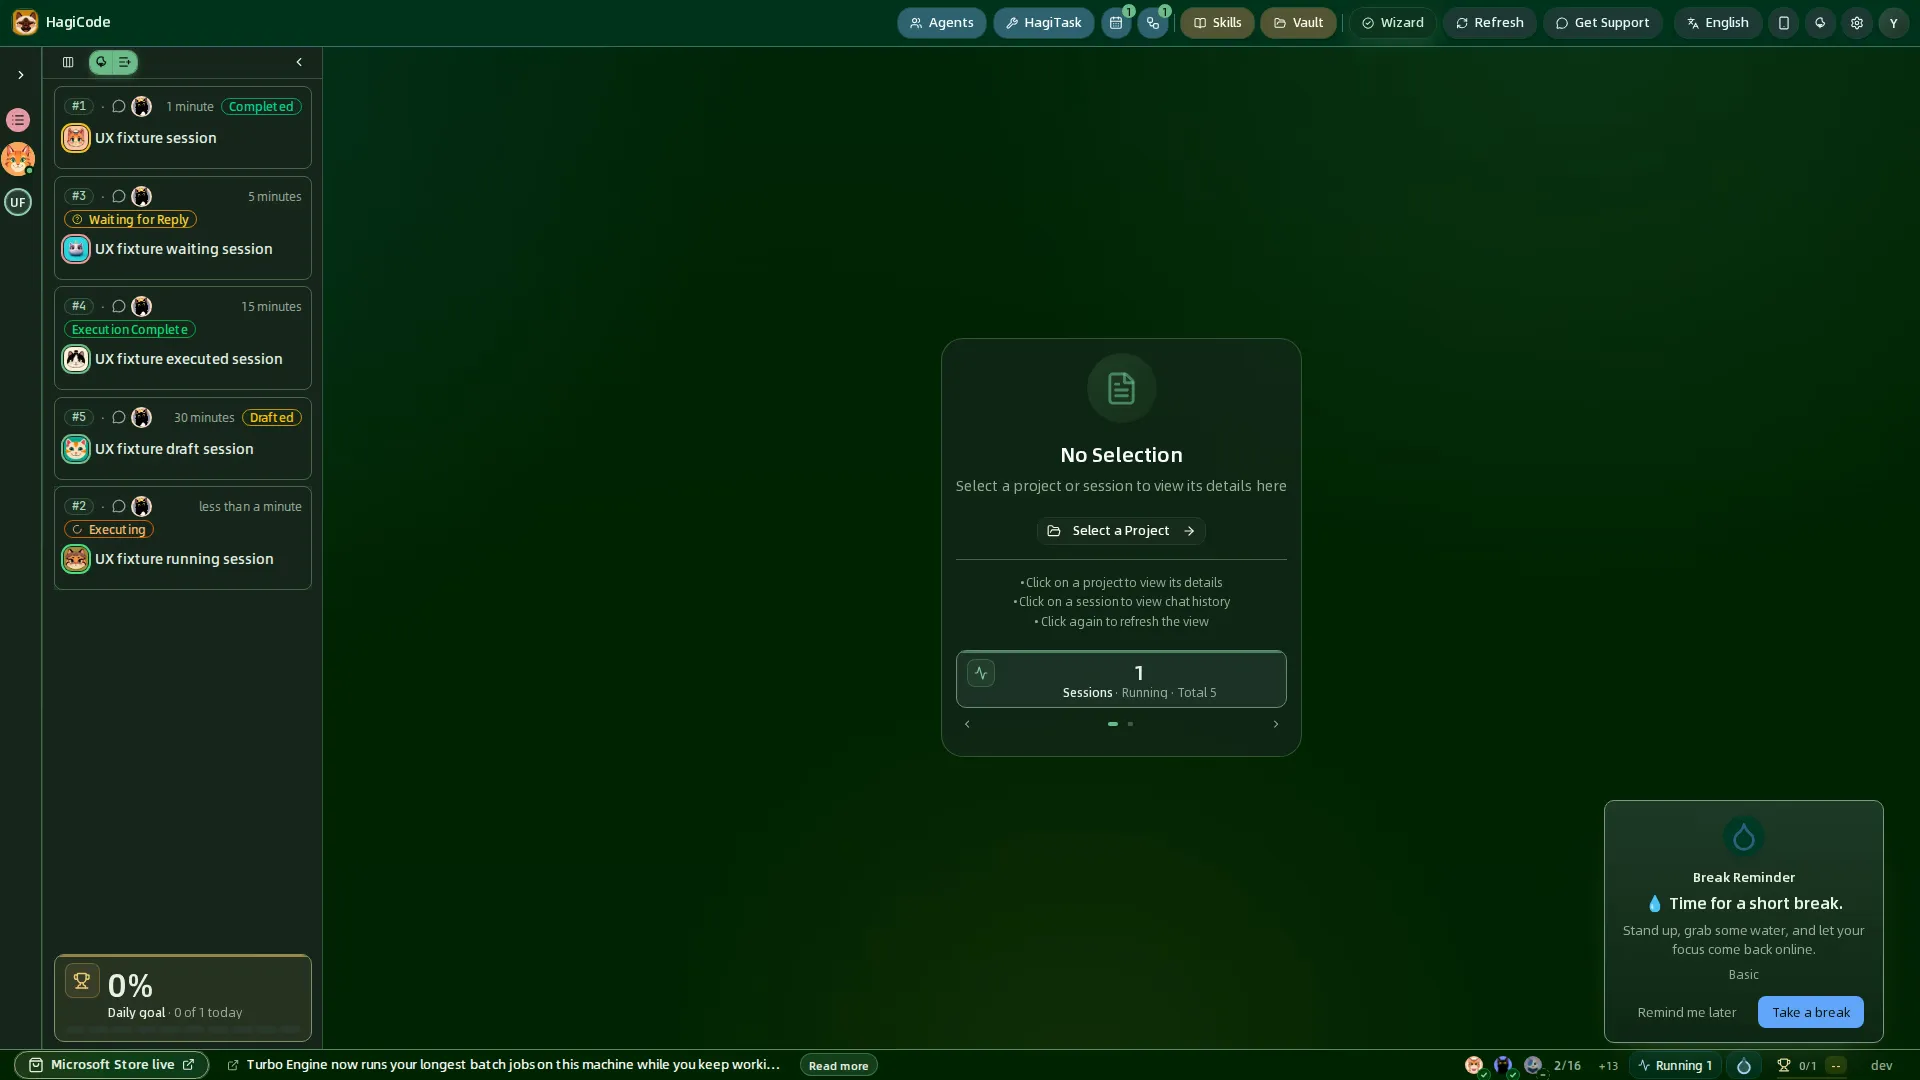 HagiCode
Agents
HagiTask
1
1
Skills
Vault
Wizard
Refresh
Get Support
English
Y
#1 · 1 minute Completed
UX fixture session
UF
#3 · 5 minutes
Waiting for Reply
UX fixture waiting session
#4 · 15 minutes
Execution Complete
UX fixture executed session
#5 · 30 minutes Drafted
UX fixture draft session
#2 · less than a minute
Executing
UX fixture running session
No Selection
Select a project or session to view its details here
Select a Project
• Click on a project to view its details
• Click on a session to view chat history
• Click again to refresh the view
1
Sessions · Running · Total 5
Break Reminder
💧 Time for a short break.
Stand up, grab some water, and let your
focus come back online.
Basic
Remind me later
Take a break
0%
Daily goal · 0 of 1 today
Microsoft Store live
Turbo Engine now runs your longest batch jobs on this machine while you keep worki...
Read more
2/16
+13
Running 1
0/1
--
dev